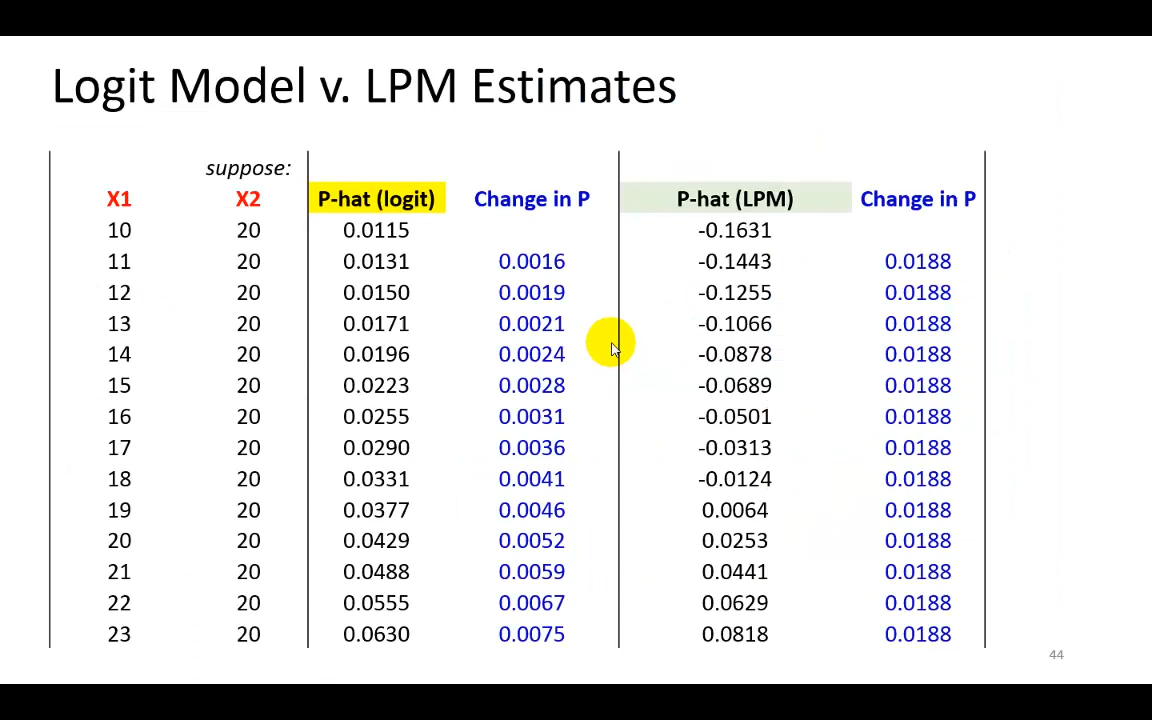 Logit Model v. LPM Estimates
suppose:
X1 X2 P-hat (logit) Change in P P-hat (LPM) Change in P
10 20 0.0115 -0.1631
11 20 0.0131 0.0016 -0.1443 0.0188
12 20 0.0150 0.0019 -0.1255 0.0188
13 20 0.0171 0.0021 -0.1066 0.0188
14 20 0.0196 0.0024 -0.0878 0.0188
15 20 0.0223 0.0028 -0.0689 0.0188
16 20 0.0255 0.0031 -0.0501 0.0188
17 20 0.0290 0.0036 -0.0313 0.0188
18 20 0.0331 0.0041 -0.0124 0.0188
19 20 0.0377 0.0046 0.0064 0.0188
20 20 0.0429 0.0052 0.0253 0.0188
21 20 0.0488 0.0059 0.0441 0.0188
22 20 0.0555 0.0067 0.0629 0.0188
23 20 0.0630 0.0075 0.0818 0.0188
44